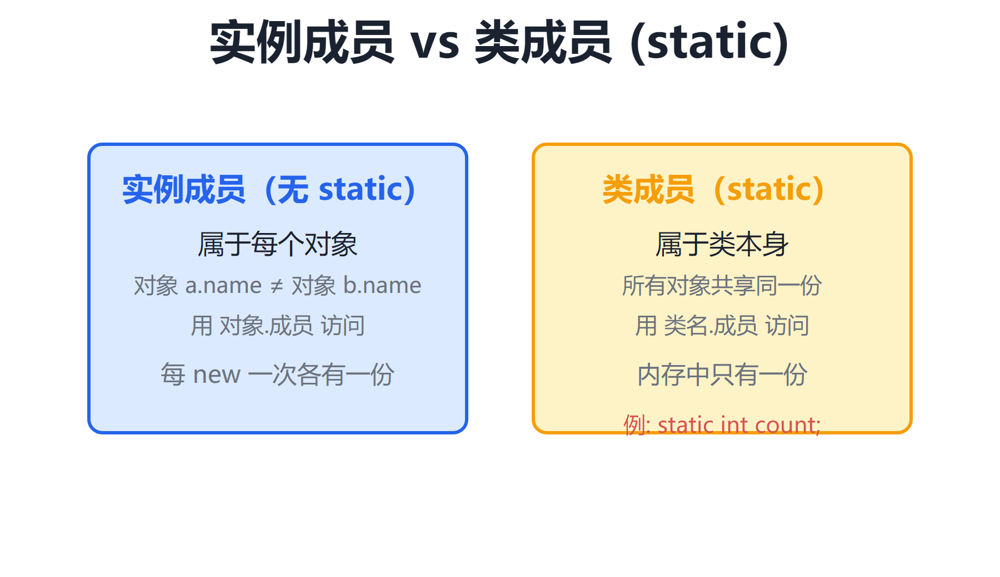 实例成员 vs 类成员 (static)
实例成员（无 static）
属于每个对象
对象 a.name ≠ 对象 b.name
用 对象.成员 访问
每 new 一次各有一份
类成员（static）
属于类本身
所有对象共享同一份
用 类名.成员 访问
内存中只有一份
例: static int count;